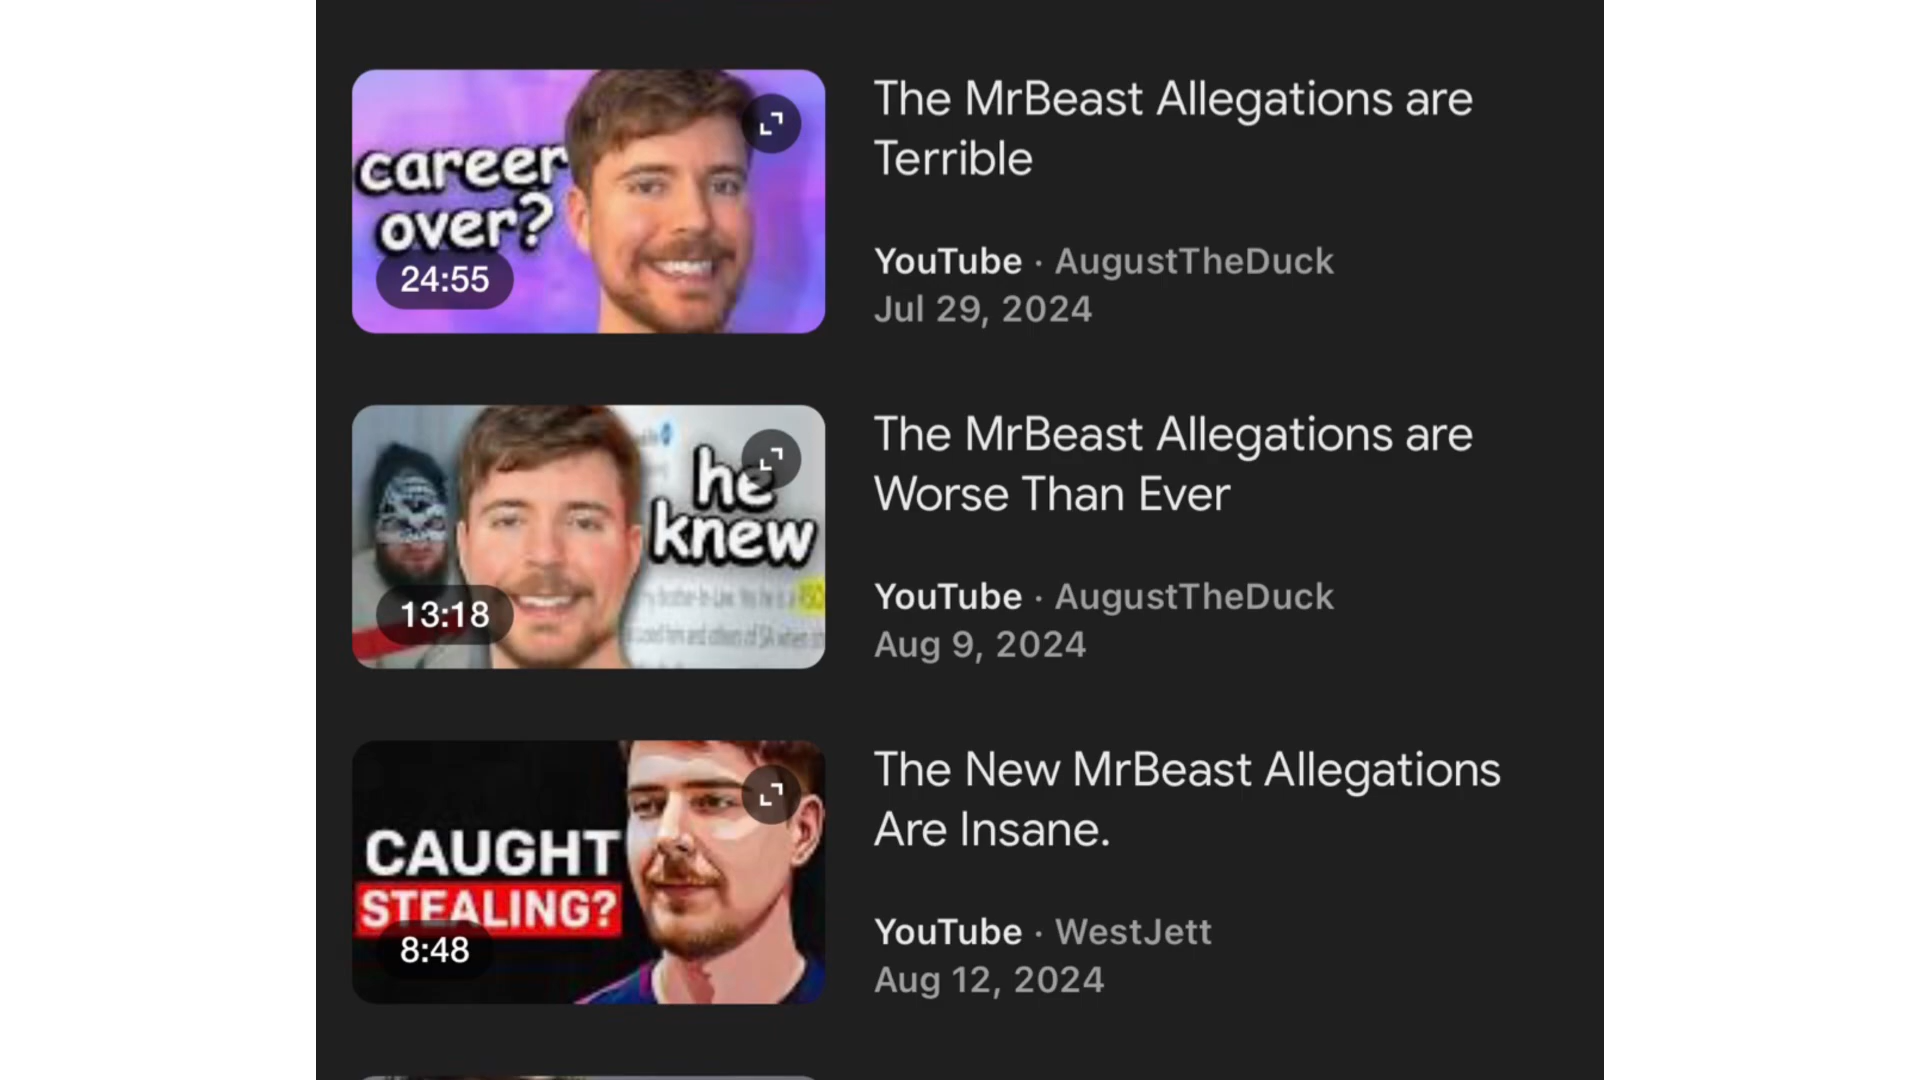 career
over?
24:55
The MrBeast Allegations are
Terrible
YouTube · AugustTheDuck
Jul 29, 2024
he
knew
13:18
The MrBeast Allegations are
Worse Than Ever
YouTube · AugustTheDuck
Aug 9, 2024
CAUGHT
STEALING?
8:48
The New MrBeast Allegations
Are Insane.
YouTube · WestJett
Aug 12, 2024